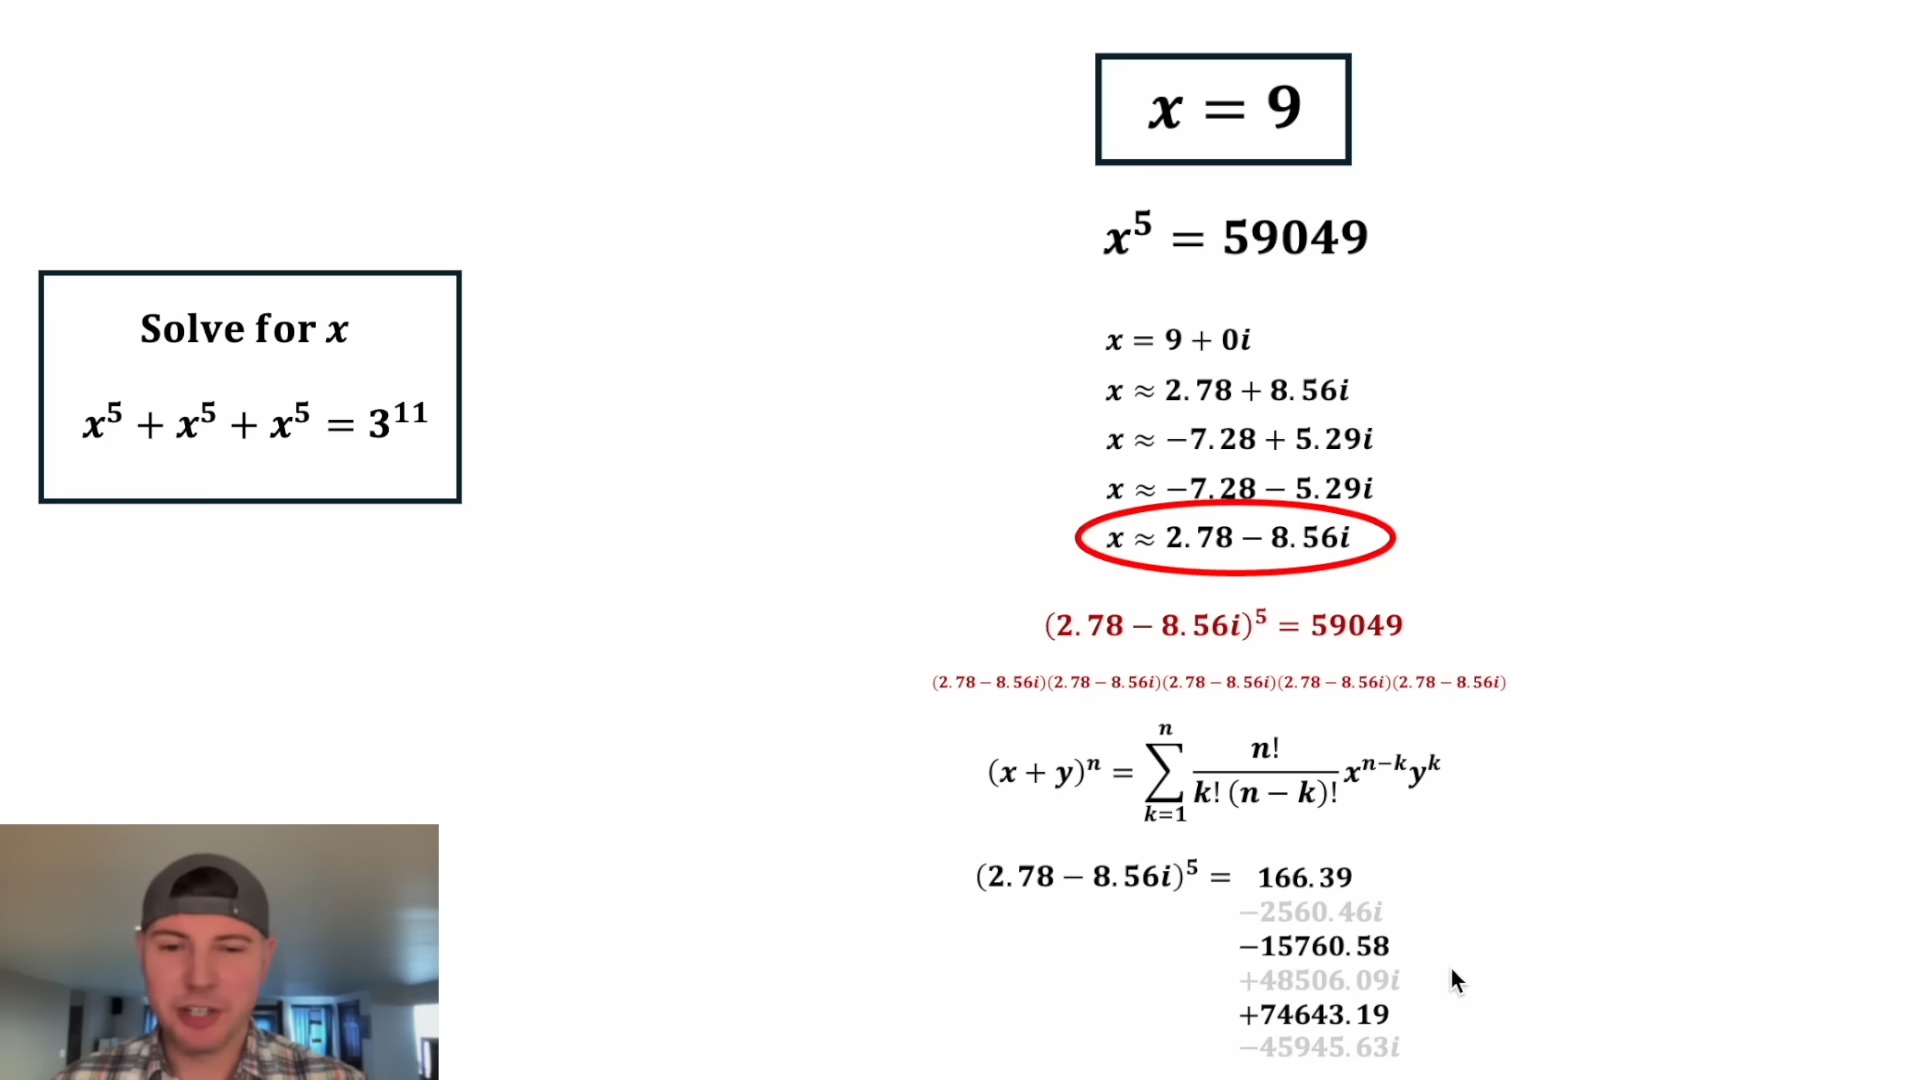 Solve for x
x⁵ + x⁵ + x⁵ = 3¹¹
x = 9
x⁵ = 59049
x = 9 + 0i
x ≈ 2.78 + 8.56i
x ≈ −7.28 + 5.29i
x ≈ −7.28 − 5.29i
x ≈ 2.78 − 8.56i
(2.78 − 8.56i)⁵ = 59049
(2.78 − 8.56i)(2.78 − 8.56i)(2.78 − 8.56i)(2.78 − 8.56i)(2.78 − 8.56i)
(x + y)ⁿ = ∑_{k=1}^{n} n! / (k! (n − k)!) xⁿ⁻ᵏyᵏ
(2.78 − 8.56i)⁵ = 166.39
−2560.46i
−15760.58
+48506.09i
+74643.19
−45945.63i